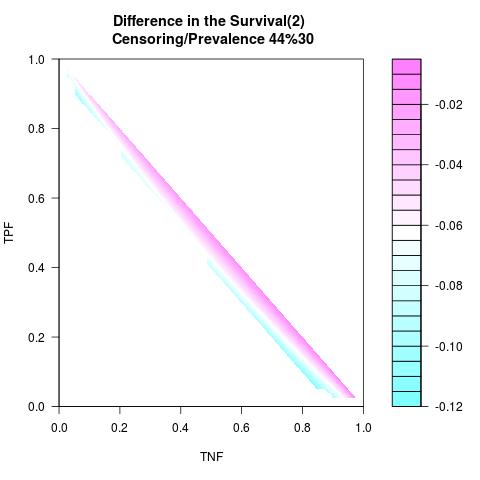 Difference in the Survival(2)
Censoring/Prevalence 44%30
TPF
1.0
0.8
0.6
0.4
0.2
0.0
0.0 0.2 0.4 0.6 0.8 1.0
TNF
-0.02
-0.04
-0.06
-0.08
-0.10
-0.12